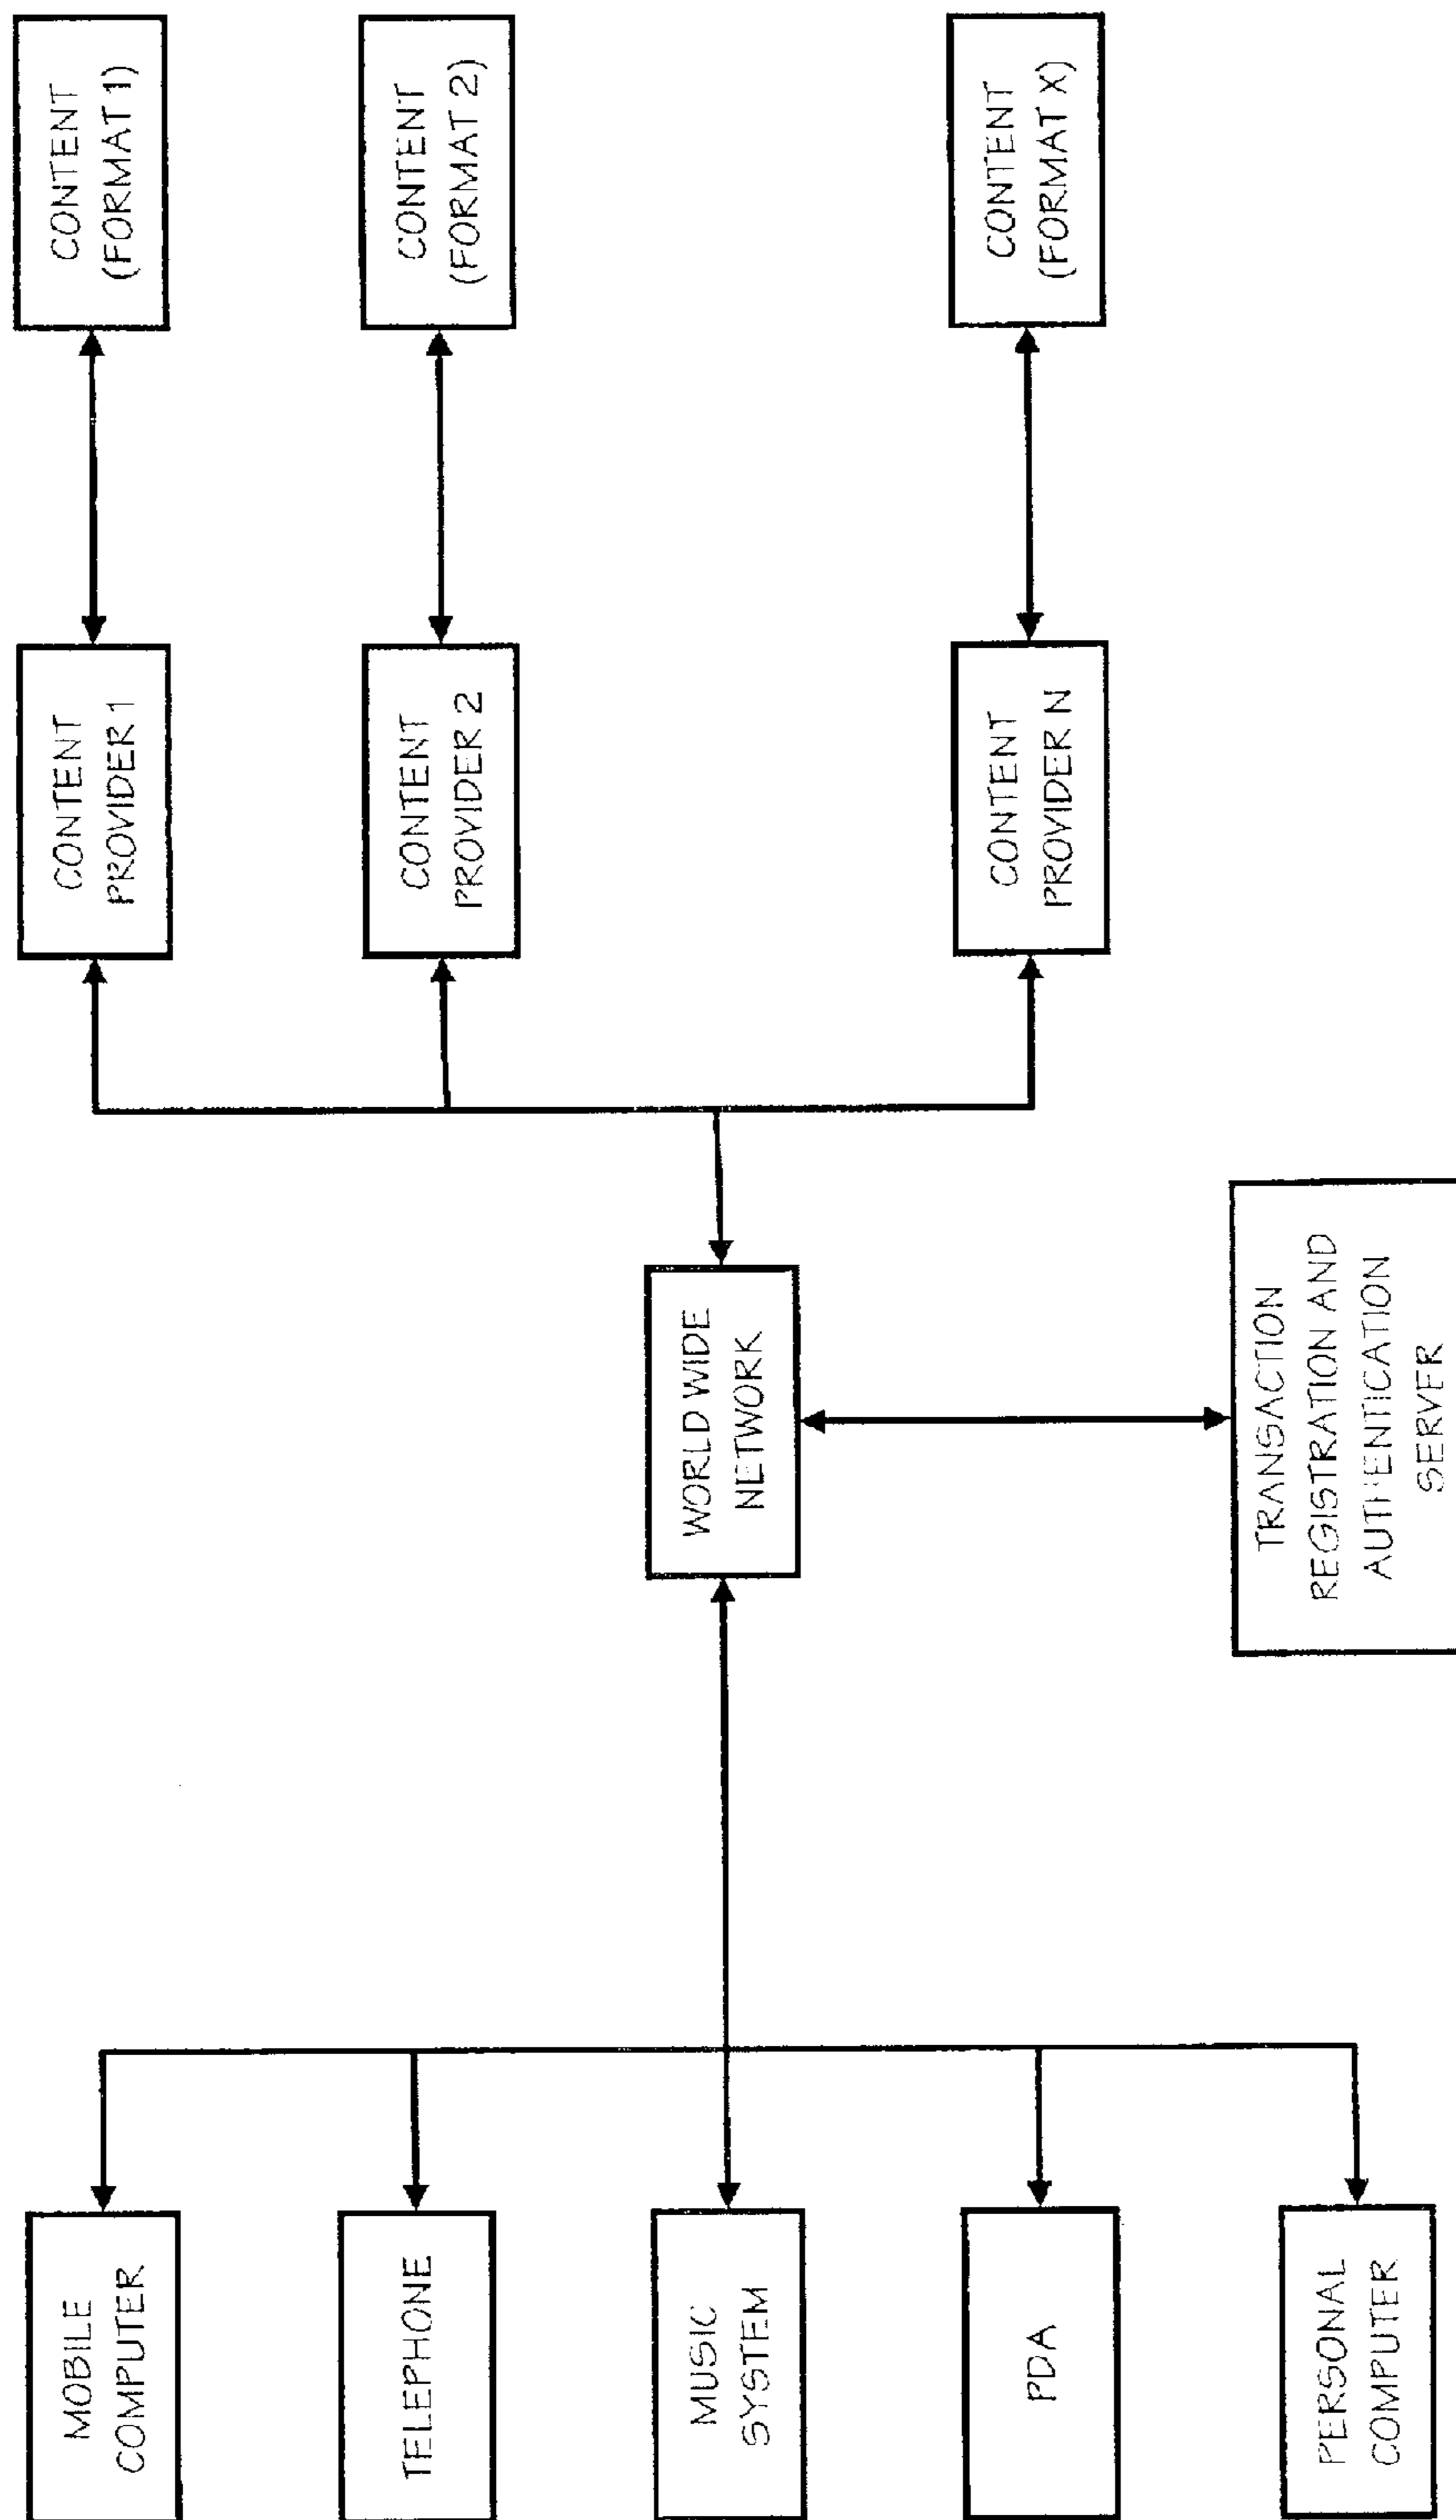 MOBILE
COMPUTER
TELEPHONE
MUSIC
SYSTEM
PDA
PERSONAL
COMPUTER
WORLD WIDE
NETWORK
TRANSACTION
REGISTRATION AND
AUTHENTICATION
SERVER
CONTENT
PROVIDER 1
CONTENT
PROVIDER 2
CONTENT
PROVIDER N
CONTENT
(FORMAT 1)
CONTENT
(FORMAT 2)
CONTENT
(FORMAT X)